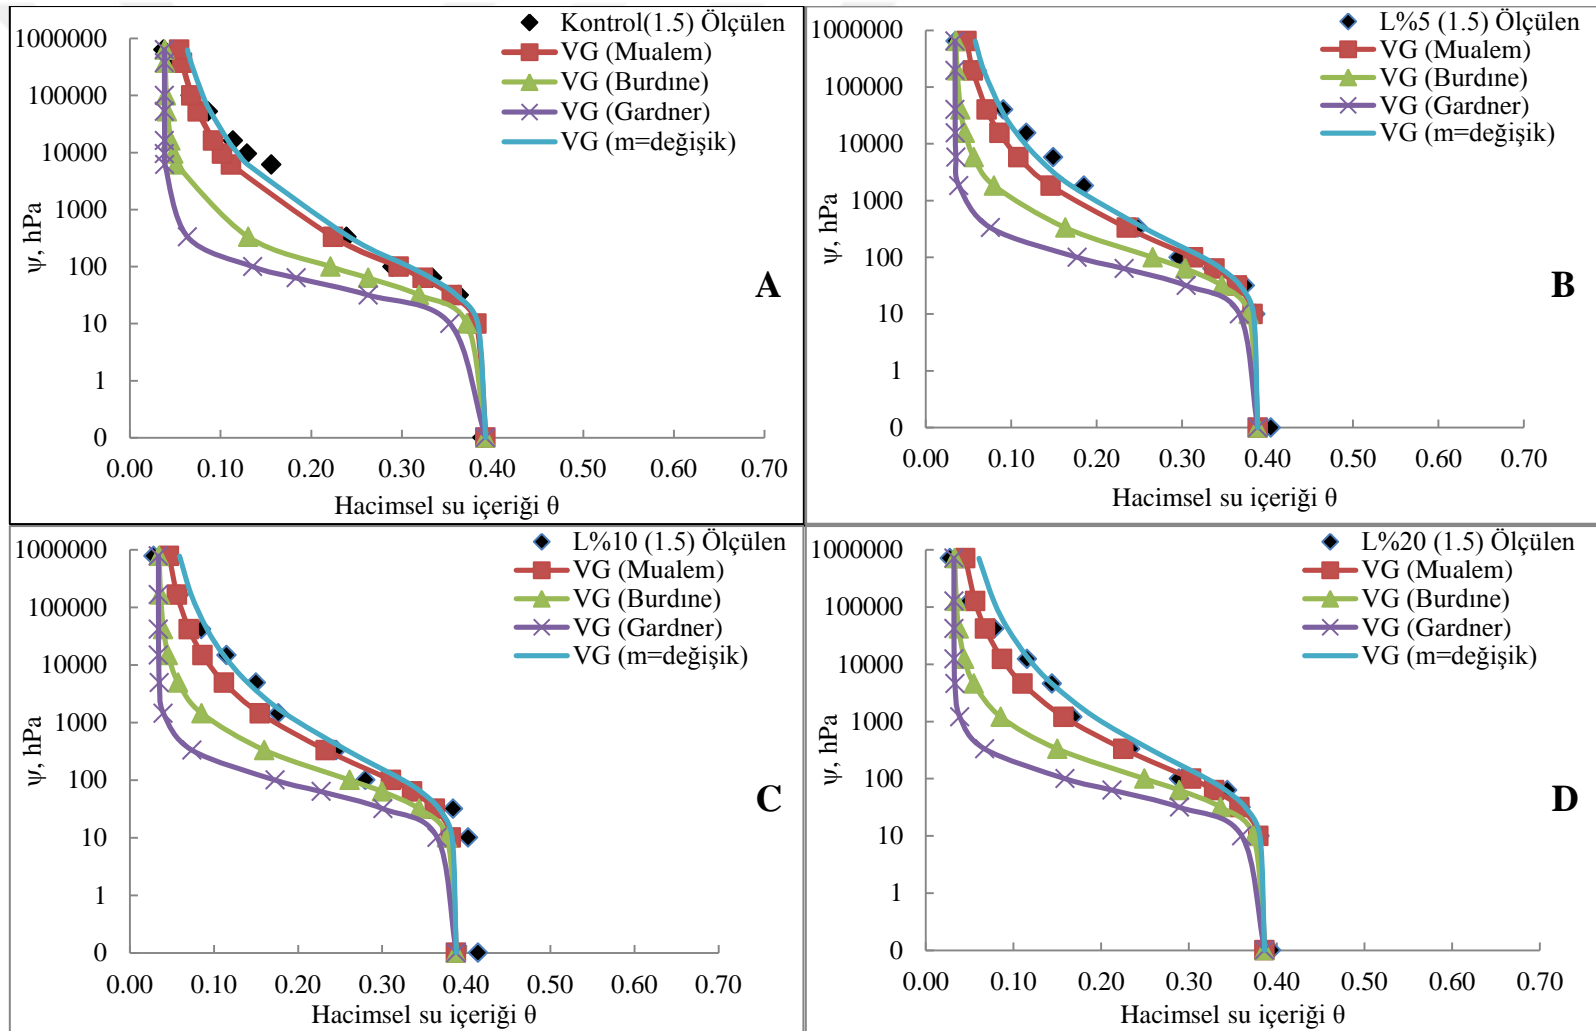 Kontrol(1.5) Ölçülen
VG (Mualem)
VG (Burdıne)
VG (Gardner)
VG (m=değişik)
1000000
100000
10000
1000
100
10
1
0
ψ, hPa
A
0.00 0.10 0.20 0.30 0.40 0.50 0.60 0.70
Hacimsel su içeriği θ
L%5 (1.5) Ölçülen
VG (Mualem)
VG (Burdıne)
VG (Gardner)
VG (m=değişik)
1000000
100000
10000
1000
100
10
1
0
ψ, hPa
B
0.00 0.10 0.20 0.30 0.40 0.50 0.60 0.70
Hacimsel su içeriği θ
L%10 (1.5) Ölçülen
VG (Mualem)
VG (Burdıne)
VG (Gardner)
VG (m=değişik)
1000000
100000
10000
1000
100
10
1
0
ψ, hPa
C
0.00 0.10 0.20 0.30 0.40 0.50 0.60 0.70
Hacimsel su içeriği θ
L%20 (1.5) Ölçülen
VG (Mualem)
VG (Burdıne)
VG (Gardner)
VG (m=değişik)
1000000
100000
10000
1000
100
10
1
0
ψ, hPa
D
0.00 0.10 0.20 0.30 0.40 0.50 0.60 0.70
Hacimsel su içeriği θ